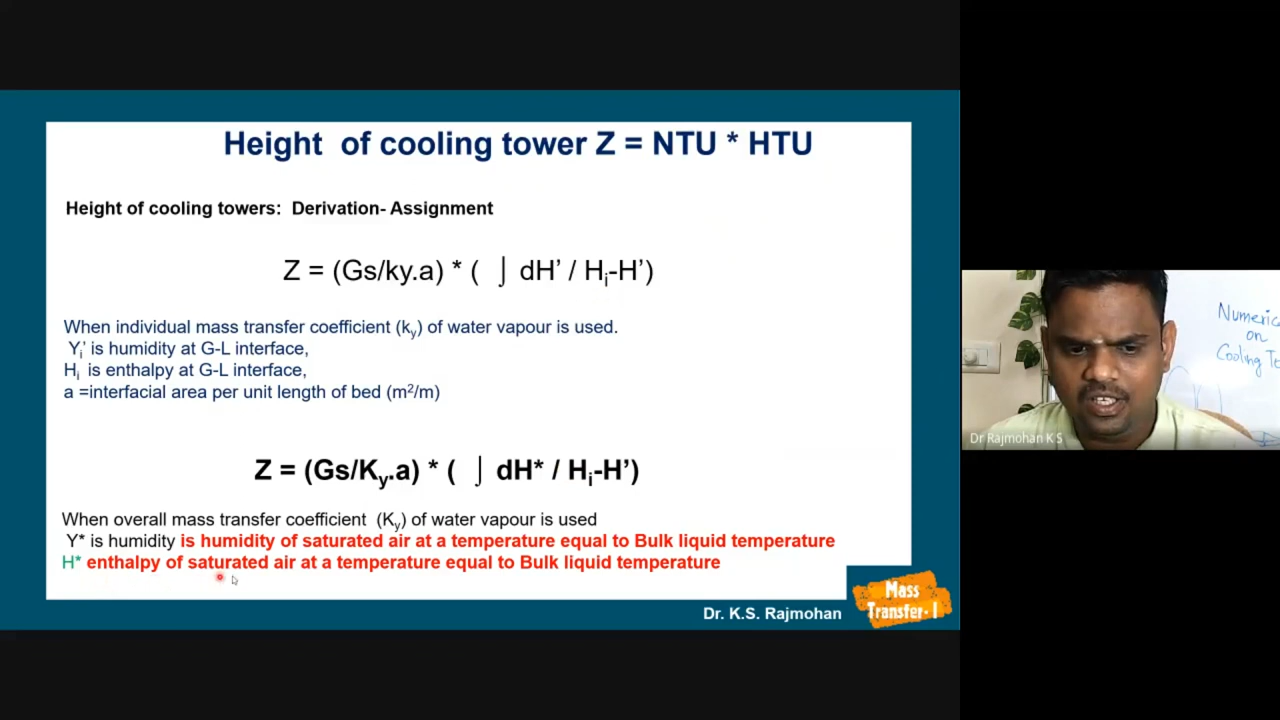 Height of cooling tower Z = NTU * HTU
Height of cooling towers: Derivation- Assignment
Z = (Gs/ky.a) * ( ∫ dH’ / Hi-H’)
When individual mass transfer coefficient (ky) of water vapour is used.
Yi’ is humidity at G-L interface,
Hi is enthalpy at G-L interface,
a =interfacial area per unit length of bed (m²/m)
Z = (Gs/Ky.a) * ( ∫ dH* / Hi-H’)
When overall mass transfer coefficient (Ky) of water vapour is used
Y* is humidity is humidity of saturated air at a temperature equal to Bulk liquid temperature
H* enthalpy of saturated air at a temperature equal to Bulk liquid temperature
Dr. K.S. Rajmohan
Mass
Transfer- I
Numeric
on
Cooling To
Dr Rajmohan K S